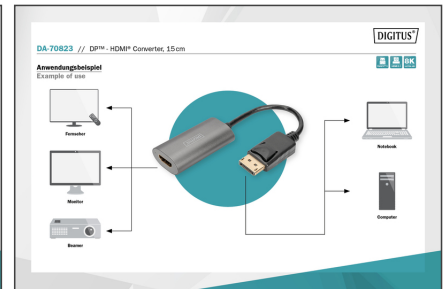 DIGITUS®
DA-70823 // DP™ - HDMI® Converter, 15 cm
Anwendungsbeispiel
Example of use
8K
Fernseher
Notebook
Monitor
Computer
Beamer